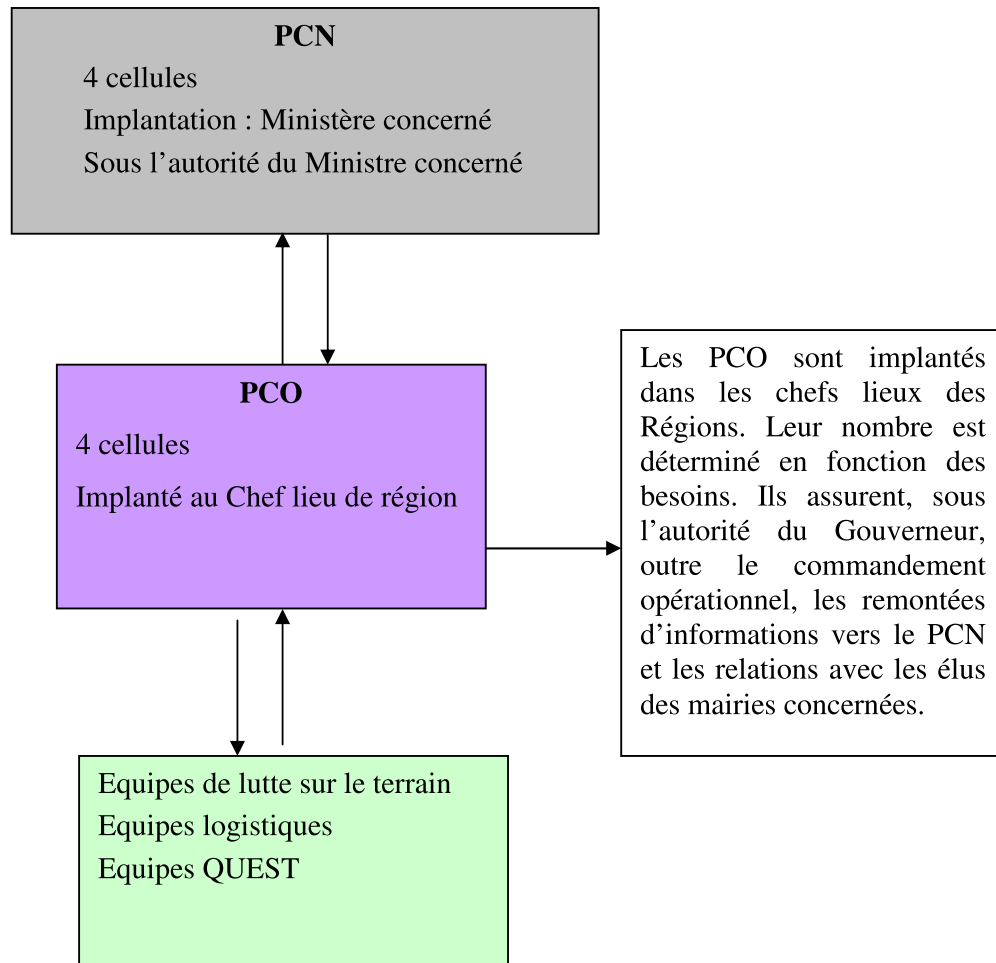 PCN
4 cellules
Implantation : Ministère concerné
Sous l’autorité du Ministre concerné
PCO
4 cellules
Implanté au Chef lieu de région
Les PCO sont implantés
dans les chefs lieux des
Régions. Leur nombre est
déterminé en fonction des
besoins. Ils assurent, sous
l’autorité du Gouverneur,
outre le commandement
opérationnel, les remontées
d’informations vers le PCN
et les relations avec les élus
des mairies concernées.
Equipes de lutte sur le terrain
Equipes logistiques
Equipes QUEST